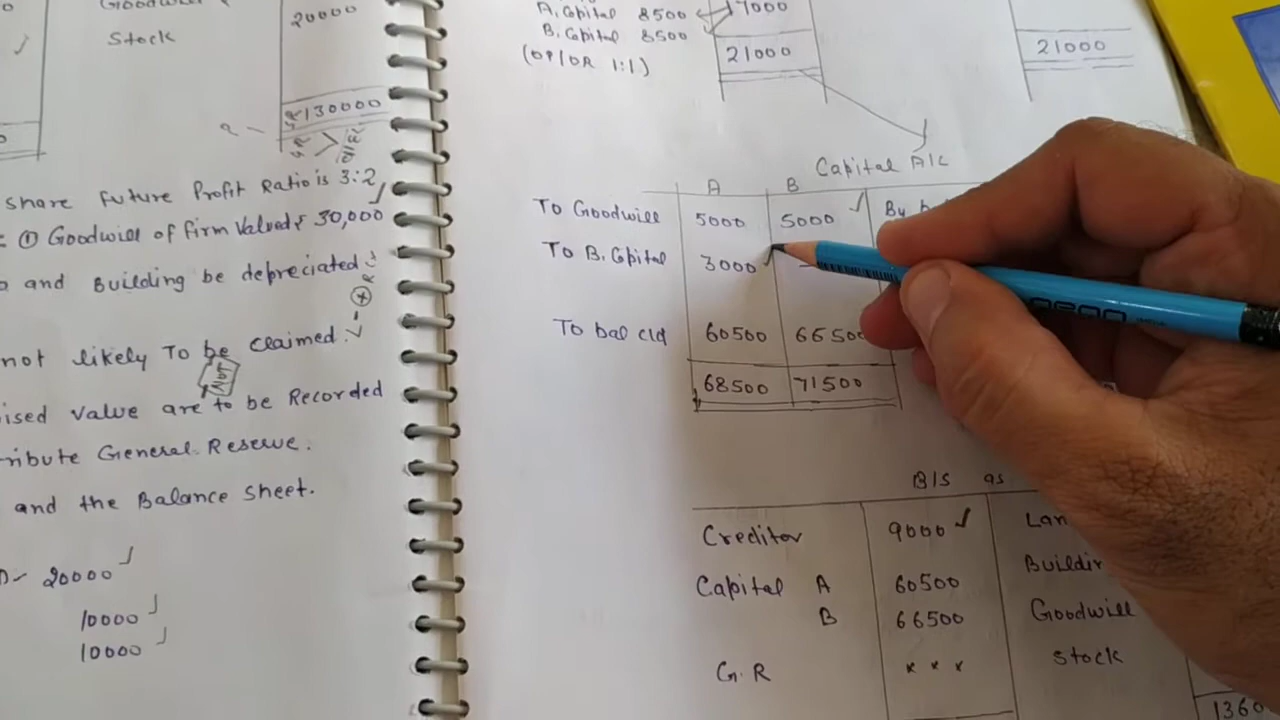 Stock
20000
130000
share future Profit Ratio is 3:2
① Goodwill of firm Valued 30,000
and Building be depreciated
not likely To be claimed.
Not
ised value are to be Recorded
ribute General Reserve.
and the Balance Sheet.
20000
10000
10000
A. Capital 8500
7000
B. Capital 8500
(OP/OR 1:1)
21000
21000
Capital A/c
A B
To Goodwill 5000 5000 By
To B. Capital 3000 –
To bal c/d 60500 66500
68500 71500
B/S as
Creditor 9000
Capital A 60500
B 66500 Goodwill
G.R x x x Stock
1360